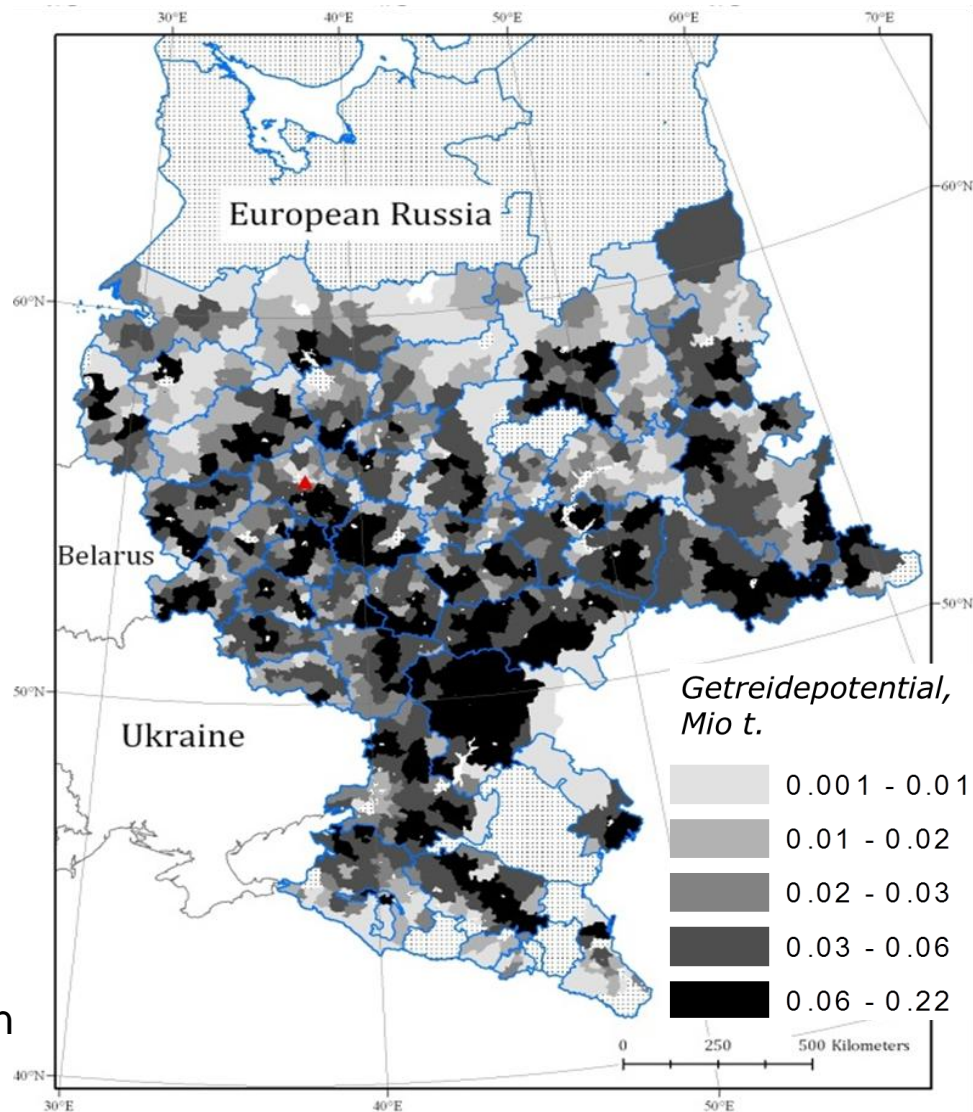 30°E 40°E 50°E 60°E 70°E
60°N
European Russia
60°N
Belarus
50°N
50°N
Getreidepotential,
Mio t.
Ukraine
0.001 - 0.01
0.01 - 0.02
0.02 - 0.03
0.03 - 0.06
0.06 - 0.22
n
0 250 500 Kilometers
40°N
30°E 40°E 50°E